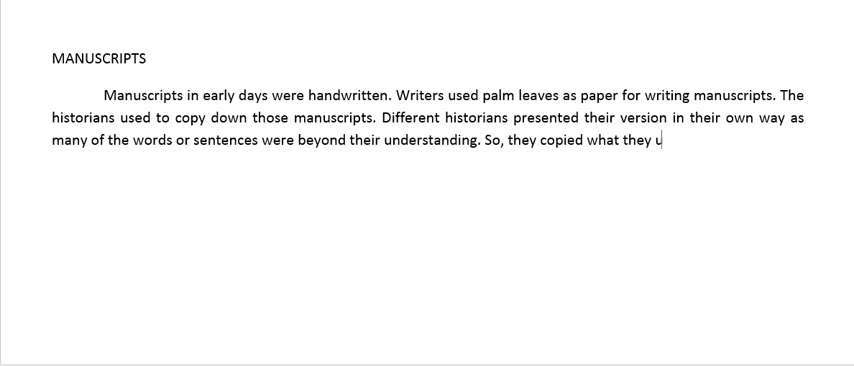 MANUSCRIPTS
Manuscripts in early days were handwritten. Writers used palm leaves as paper for writing manuscripts. The
historians used to copy down those manuscripts. Different historians presented their version in their own way as
many of the words or sentences were beyond their understanding. So, they copied what they u